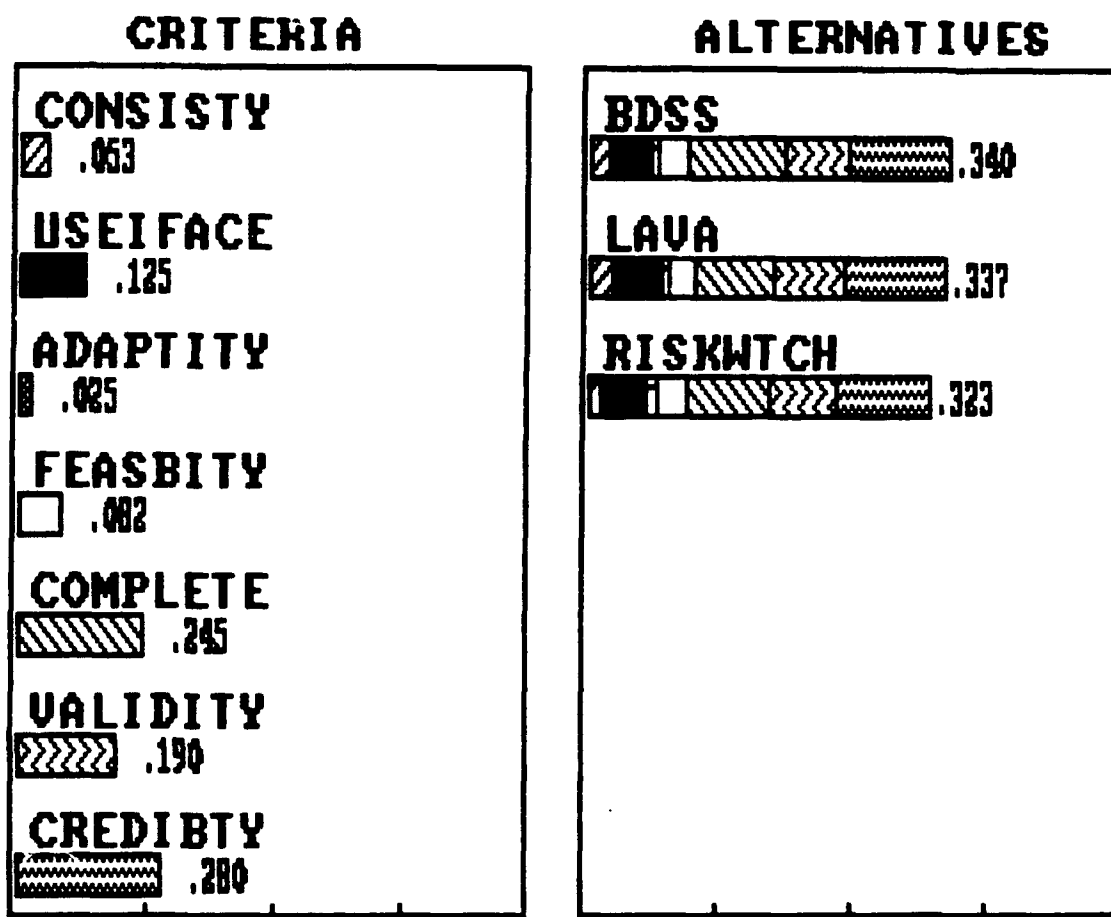 CRITERIA
CONSISTY
.053
USEIFACE
.125
ADAPTITY
.025
FEASBITY
.082
COMPLETE
.245
VALIDITY
.190
CREDIBTY
.280
ALTERNATIVES
BDSS
.340
LAVA
.337
RISKWTCH
.323